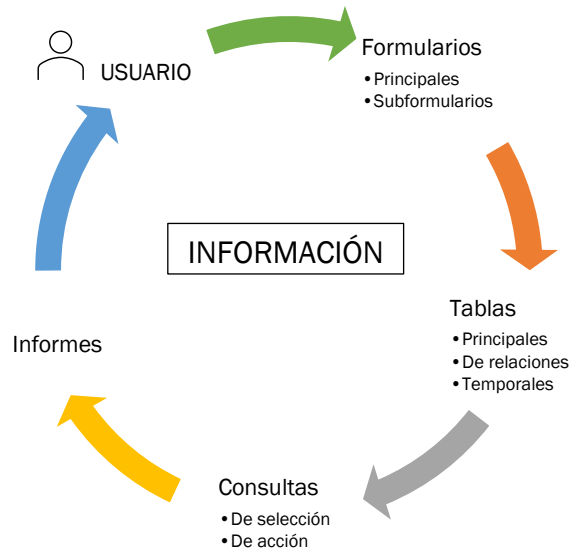 USUARIO
Formularios
•Principales
•Subformularios
INFORMACIÓN
Tablas
•Principales
•De relaciones
•Temporales
Informes
Consultas
•De selección
•De acción